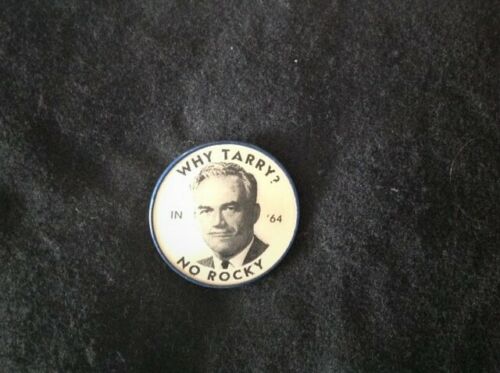 WHY TARRY?
IN '64
NO ROCKY